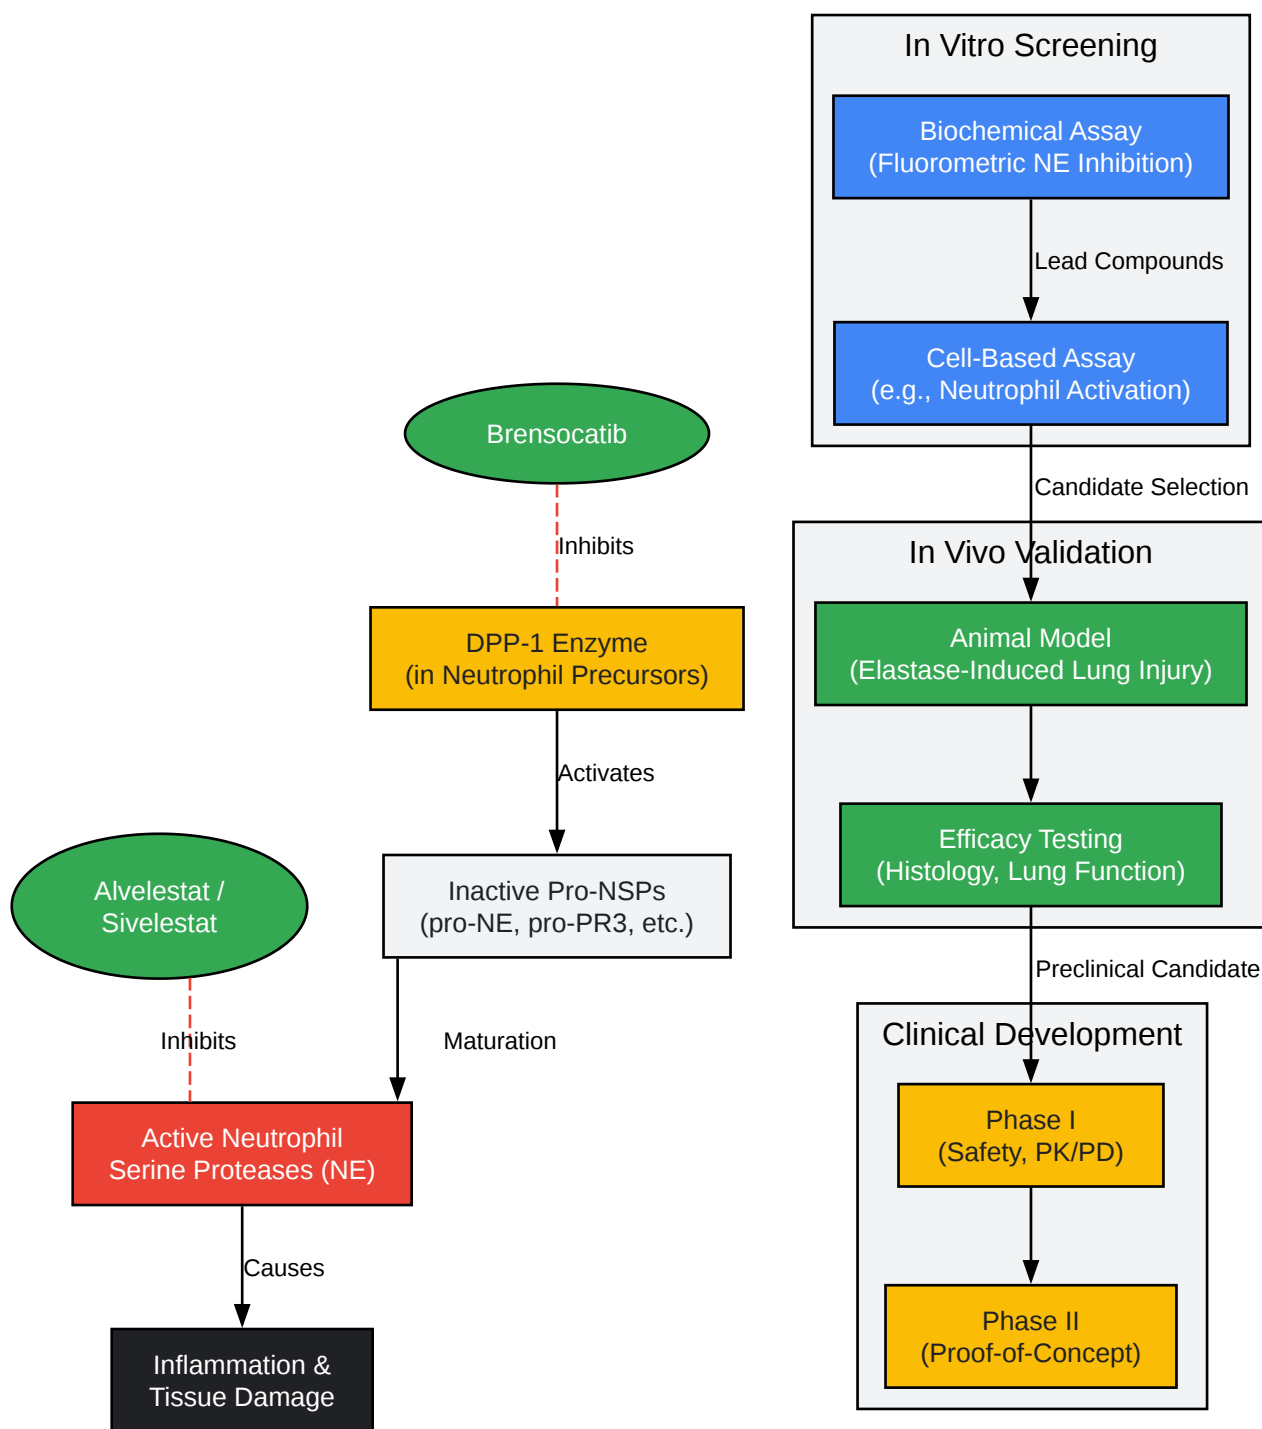 Brensocatib
Inhibits
DPP-1 Enzyme
(in Neutrophil Precursors)
Activates
Inactive Pro-NSPs
(pro-NE, pro-PR3, etc.)
Alvelestat /
Sivelestat
Inhibits
Maturation
Active Neutrophil
Serine Proteases (NE)
Causes
Inflammation &
Tissue Damage
In Vitro Screening
Biochemical Assay
(Fluorometric NE Inhibition)
Lead Compounds
Cell-Based Assay
(e.g., Neutrophil Activation)
Candidate Selection
In Vivo Validation
Animal Model
(Elastase-Induced Lung Injury)
Efficacy Testing
(Histology, Lung Function)
Preclinical Candidate
Clinical Development
Phase I
(Safety, PK/PD)
Phase II
(Proof-of-Concept)